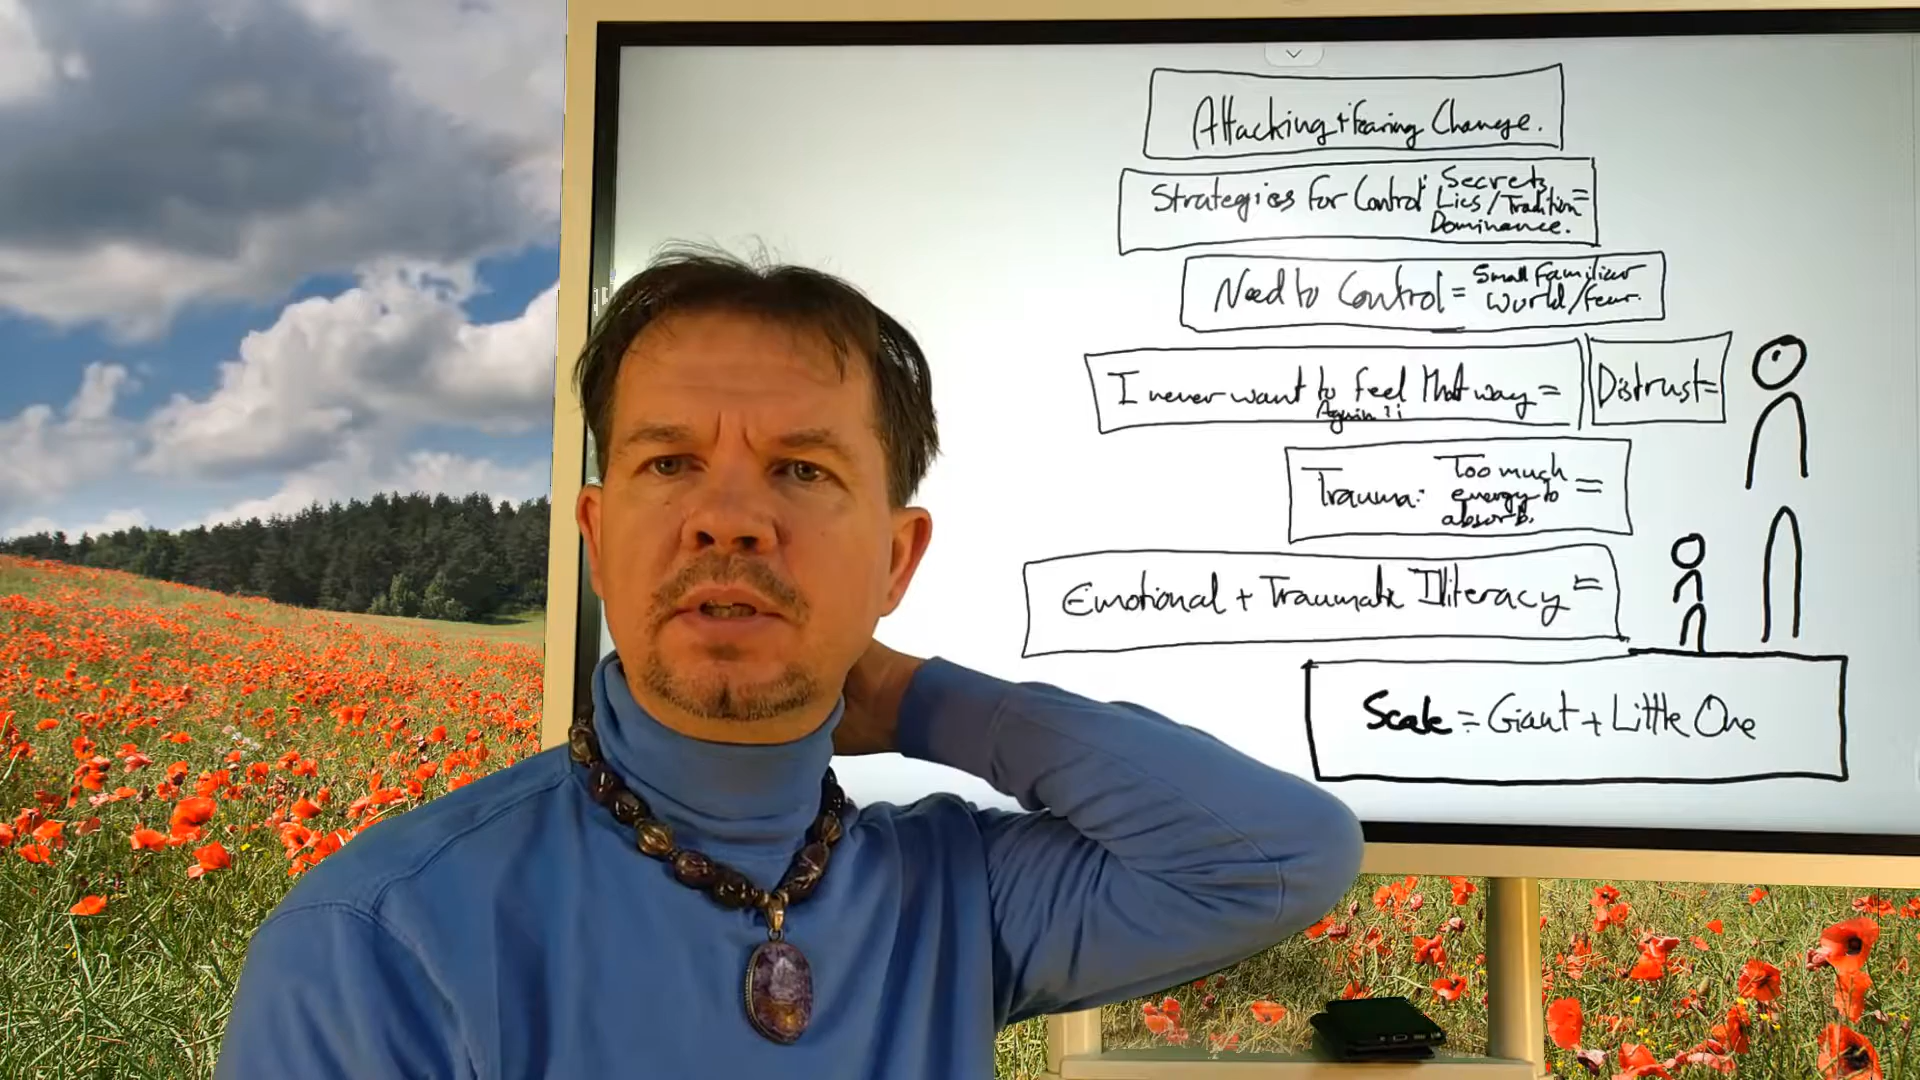 Attacking + fearing Change.
Strategies for Control: Secrets
Lies / Tradition =
Dominance.
Need to Control = Small familiar
World / fear.
I never want to feel that way =
Again ? ¡
Distrust =
Trauma: Too much
energy to
absorb. =
Emotional + Traumatic Illiteracy =
Scale = Giant + Little One